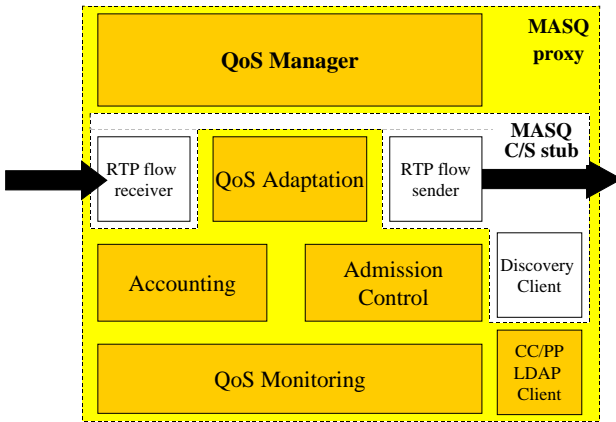 MASQ
proxy
QoS Manager
MASQ
C/S stub
RTP flow
receiver
QoS Adaptation
RTP flow
sender
Accounting
Admission
Control
Discovery
Client
QoS Monitoring
CC/PP
LDAP
Client